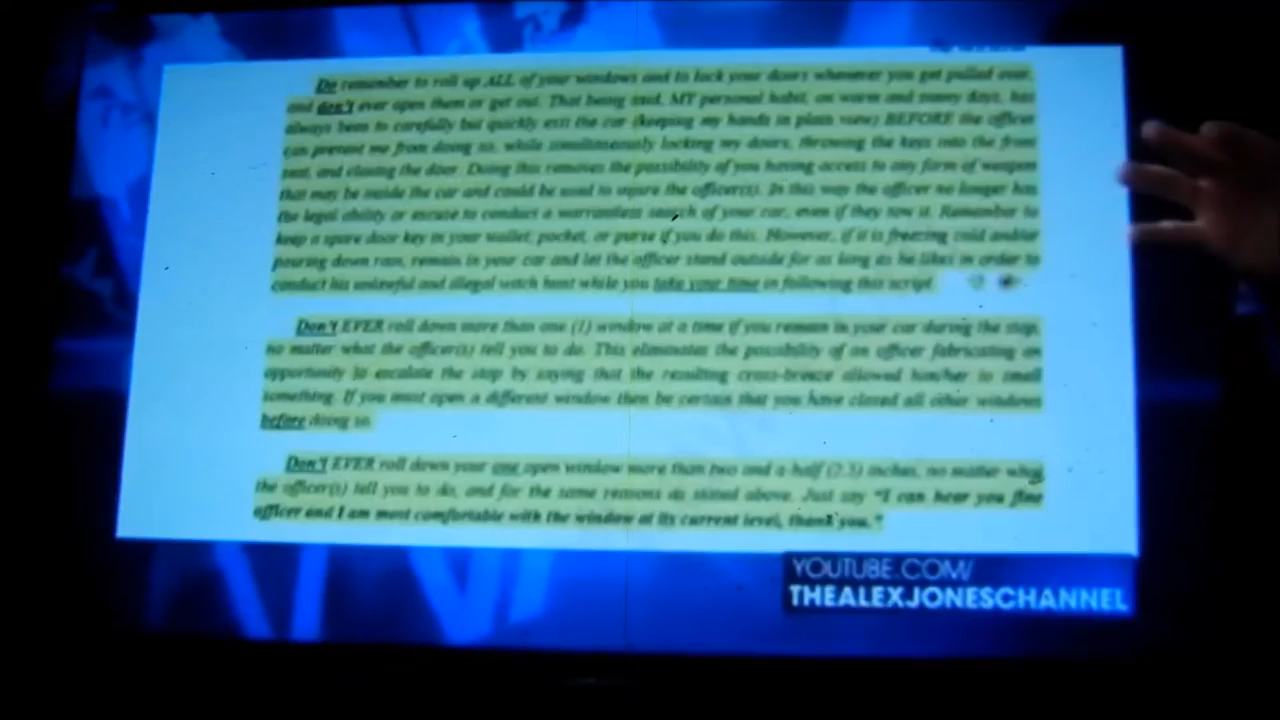 Do remember to roll up ALL of your windows and to lock your doors whenever you get pulled over,
and don't ever open them or get out. That being said, MY personal habit, on warm and sunny days, has
always been to carefully but quickly exit the car (keeping my hands in plain view) BEFORE the officer
can prevent me from doing so, while simultaneously locking my doors, throwing the keys into the front
seat, and closing the door. Doing this removes the possibility of you having access to any form of weapon
that may be inside the car and could be used to injure the officer(s). In this way the officer no longer has
the legal ability or excuse to conduct a warrantless search of your car, even if they tow it. Remember to
keep a spare door key in your wallet, pocket, or purse if you do this. However, if it is freezing cold and/or
pouring down rain, remain in your car and let the officer stand outside for as long as he likes in order to
conduct his unlawful and illegal witch hunt while you take your time in following this script.
Don't EVER roll down more than one (1) window at a time if you remain in your car during the stop,
no matter what the officer(s) tell you to do. This eliminates the possibility of an officer fabricating an
opportunity to escalate the stop by saying that the resulting cross-breeze allowed him/her to smell
something. If you must open a different window then be certain that you have closed all other windows
before doing so.
Don't EVER roll down your one open window more than two and a-half (2.5) inches, no matter what
the officer(s) tell you to do, and for the same reasons as stated above. Just say "I can hear you fine
officer and I am most comfortable with the window at its current level, thank you."
YOUTUBE.COM/
THEALEXJONESCHANNEL